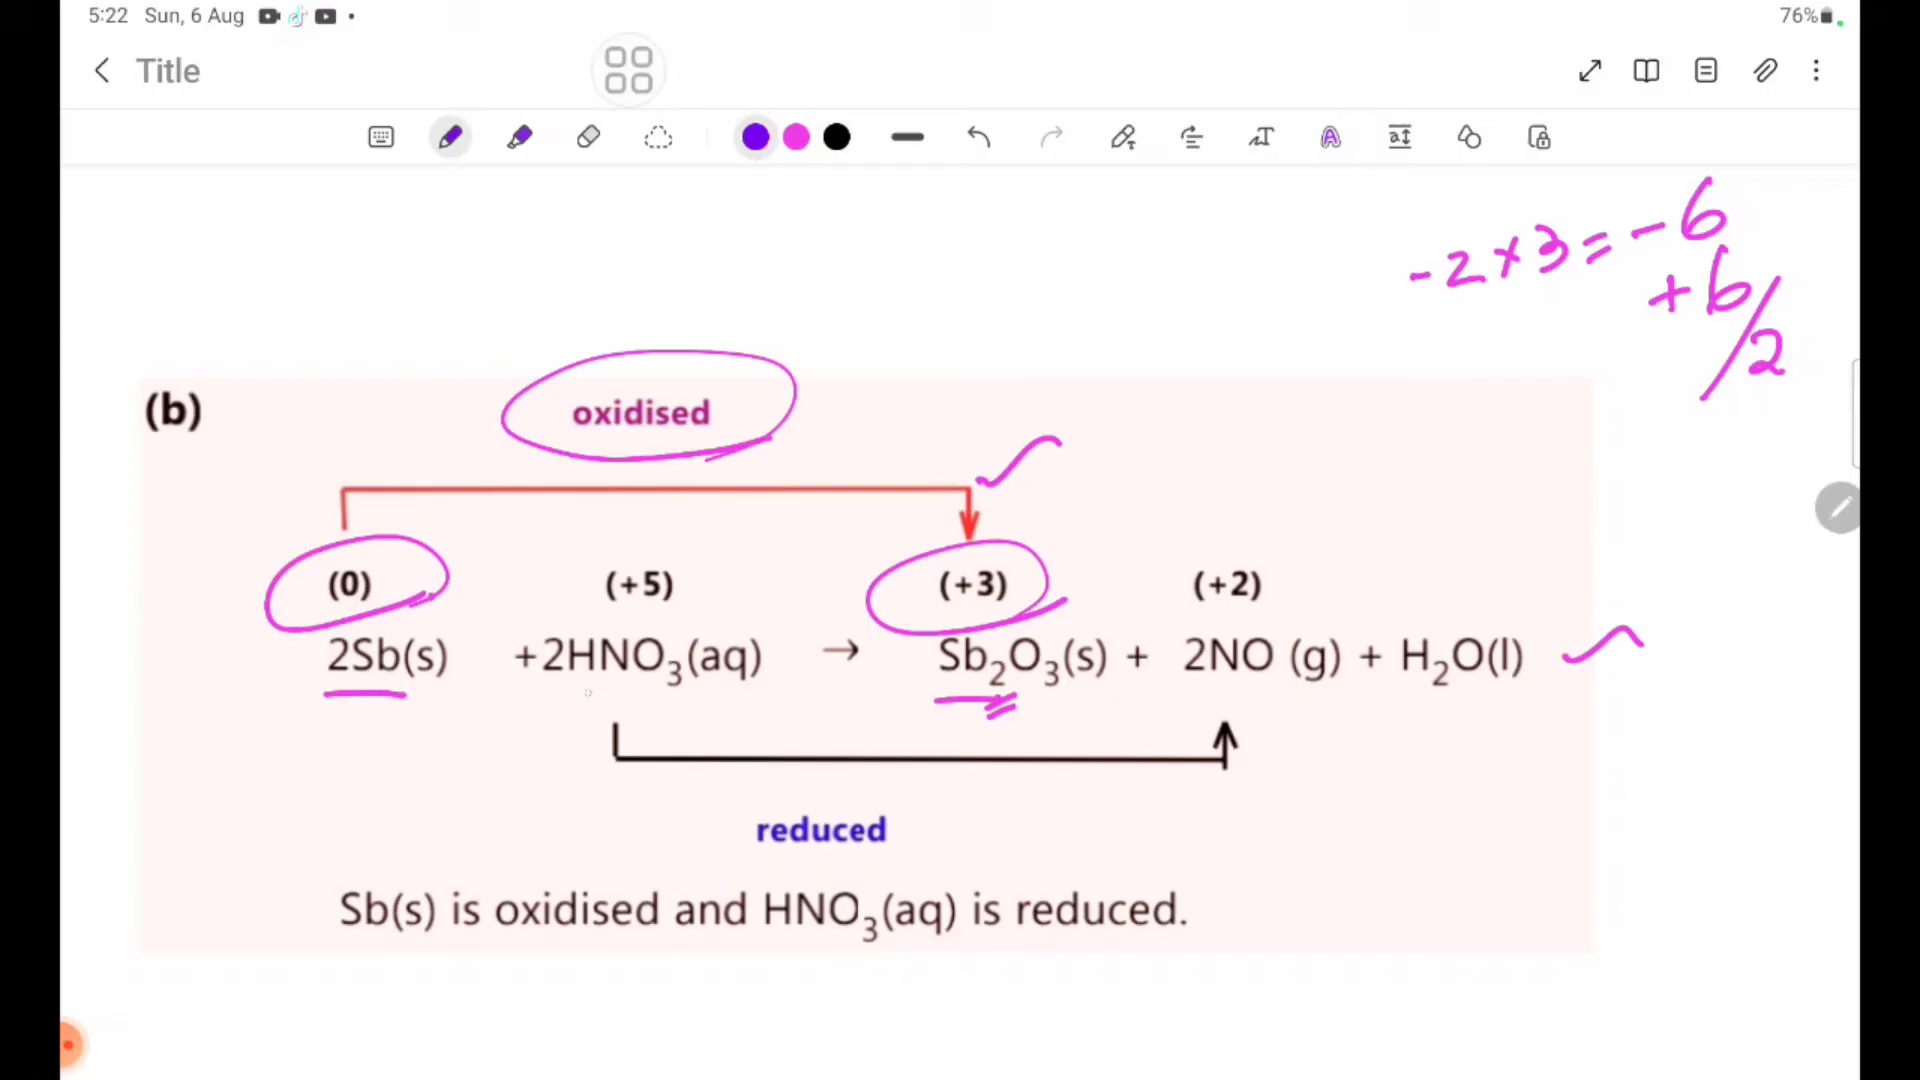 5:22 Sun, 6 Aug
76%
Title
-2 × 3 = -6
+6/2
(b)
oxidised
(0) (+5) (+3) (+2)
2Sb(s) +2HNO₃(aq) → Sb₂O₃(s) + 2NO (g) + H₂O(l)
reduced
Sb(s) is oxidised and HNO₃(aq) is reduced.